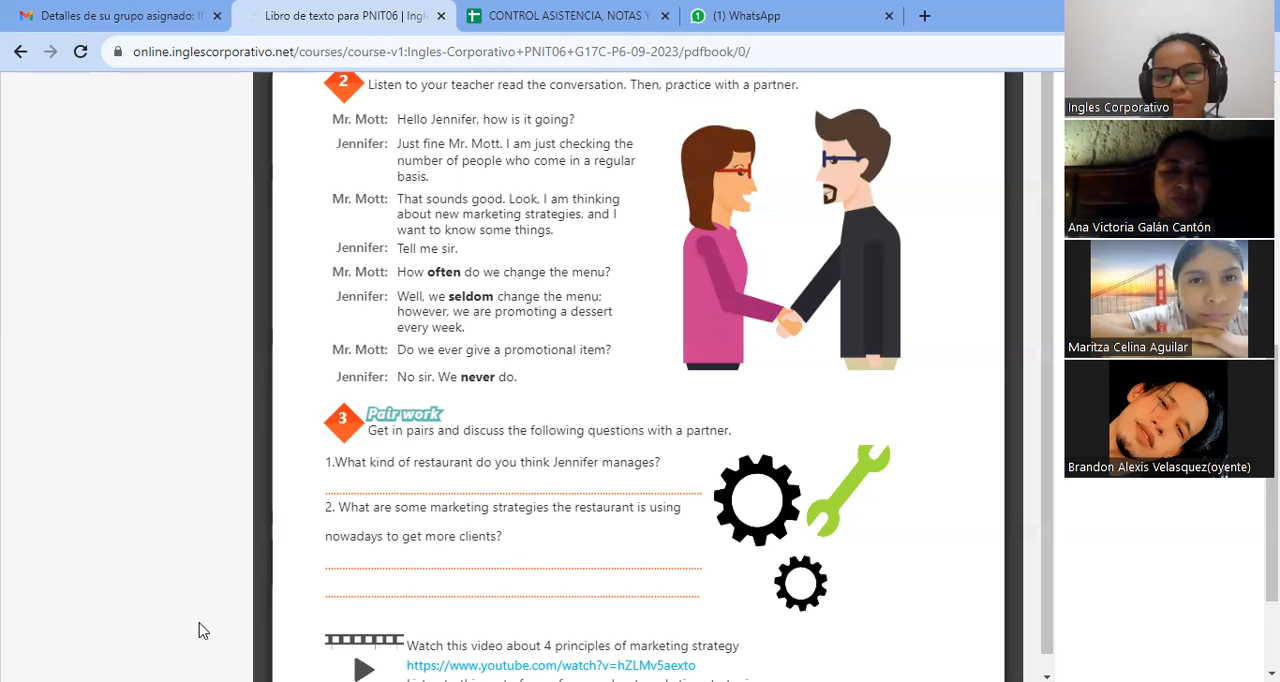 Detalles de su grupo asignado: I
Libro de texto para PNIT06 | Ing
CONTROL ASISTENCIA, NOTAS Y
(1) WhatsApp
online.inglescorporativo.net/courses/course-v1:Ingles-Corporativo+PNIT06+G17C-P6-09-2023/pdfbook/0/
2 Listen to your teacher read the conversation. Then, practice with a partner.
Mr. Mott: Hello Jennifer, how is it going?
Jennifer: Just fine Mr. Mott. I am just checking the
number of people who come in a regular
basis.
Mr. Mott: That sounds good. Look, I am thinking
about new marketing strategies, and I
want to know some things.
Jennifer: Tell me sir.
Mr. Mott: How often do we change the menu?
Jennifer: Well, we seldom change the menu;
however, we are promoting a dessert
every week.
Mr. Mott: Do we ever give a promotional item?
Jennifer: No sir. We never do.
3 Pair work
Get in pairs and discuss the following questions with a partner.
1.What kind of restaurant do you think Jennifer manages?
2. What are some marketing strategies the restaurant is using
nowadays to get more clients?
Watch this video about 4 principles of marketing strategy
https://www.youtube.com/watch?v=hZLMv5aexto
Ingles Corporativo
Ana Victoria Galán Cantón
Maritza Celina Aguilar
Brandon Alexis Velasquez(oyente)